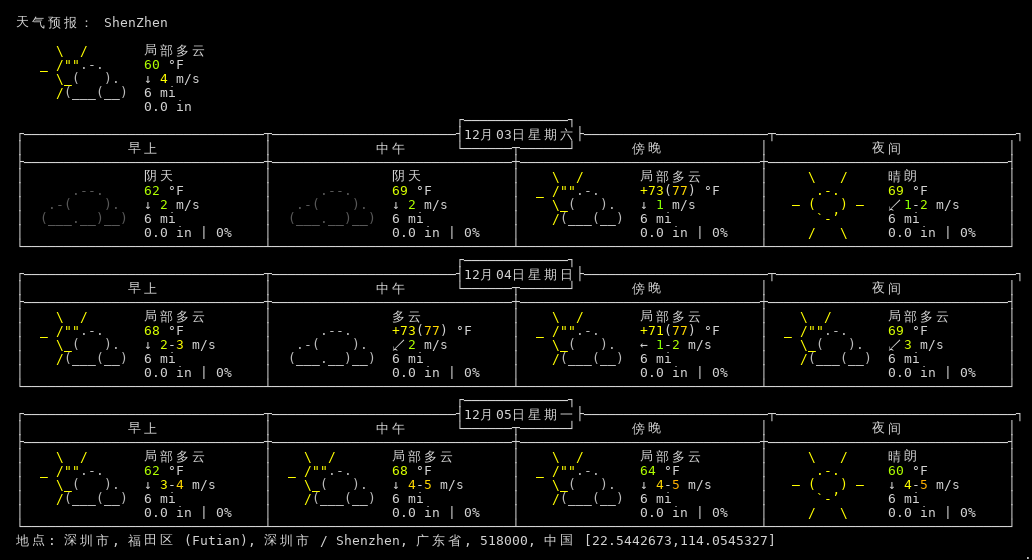 天气预报： ShenZhen
局部多云
60 °F
↓ 4 m/s
6 mi
0.0 in
12月03日星期六
早上 中午 傍晚 夜间
阴天 阴天 局部多云 晴朗
62 °F 69 °F +73(77) °F 69 °F
↓ 2 m/s ↓ 2 m/s ↓ 1 m/s ↙ 1-2 m/s
6 mi 6 mi 6 mi 6 mi
0.0 in | 0% 0.0 in | 0% 0.0 in | 0% 0.0 in | 0%
12月04日星期日
早上 中午 傍晚 夜间
局部多云 多云 局部多云 局部多云
68 °F +73(77) °F +71(77) °F 69 °F
↓ 2-3 m/s ↙ 2 m/s ← 1-2 m/s ↙ 3 m/s
6 mi 6 mi 6 mi 6 mi
0.0 in | 0% 0.0 in | 0% 0.0 in | 0% 0.0 in | 0%
12月05日星期一
早上 中午 傍晚 夜间
局部多云 局部多云 局部多云 晴朗
62 °F 68 °F 64 °F 60 °F
↓ 3-4 m/s ↓ 4-5 m/s ↓ 4-5 m/s ↓ 4-5 m/s
6 mi 6 mi 6 mi 6 mi
0.0 in | 0% 0.0 in | 0% 0.0 in | 0% 0.0 in | 0%
地点: 深圳市, 福田区 (Futian), 深圳市 / Shenzhen, 广东省, 518000, 中国 [22.5442673,114.0545327]